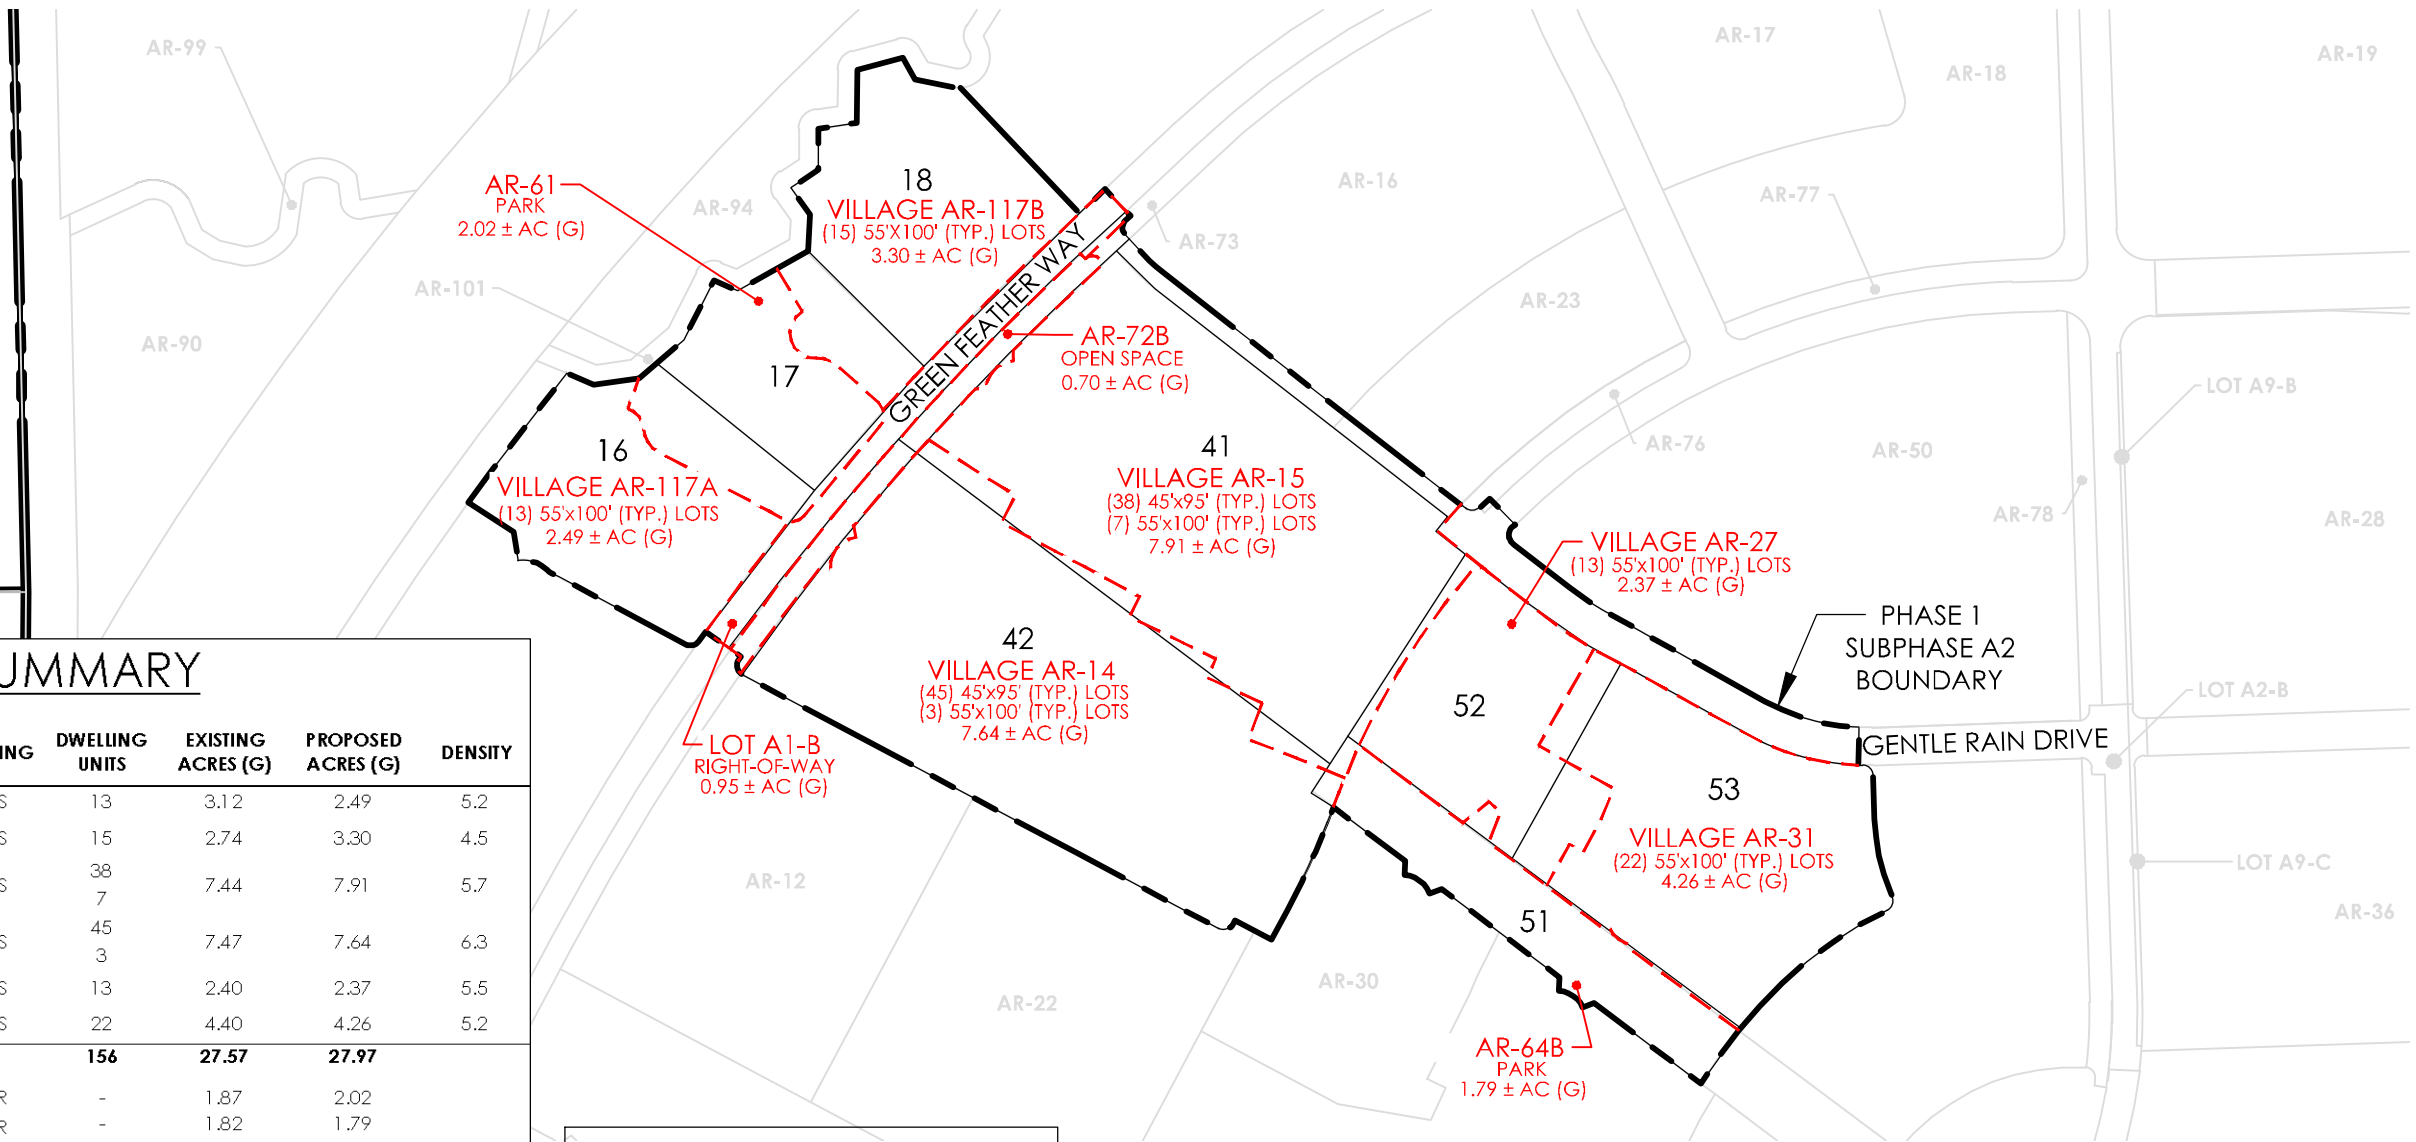 AR-99
AR-17
AR-18
AR-19
AR-61
PARK
2.02 ± AC (G)
AR-94
18
VILLAGE AR-117B
(15) 55'X100' (TYP.) LOTS
3.30 ± AC (G)
AR-16
AR-77
AR-73
AR-101
AR-90
17
GREEN FEATHER WAY
AR-72B
OPEN SPACE
0.70 ± AC (G)
AR-23
LOT A9-B
16
VILLAGE AR-117A
(13) 55'x100' (TYP.) LOTS
2.49 ± AC (G)
41
VILLAGE AR-15
(38) 45'x95' (TYP.) LOTS
(7) 55'x100' (TYP.) LOTS
7.91 ± AC (G)
AR-76
AR-50
AR-78
AR-28
VILLAGE AR-27
(13) 55'x100' (TYP.) LOTS
2.37 ± AC (G)
PHASE 1
SUBPHASE A2
BOUNDARY
42
VILLAGE AR-14
(45) 45'x95' (TYP.) LOTS
(3) 55'x100' (TYP.) LOTS
7.64 ± AC (G)
52
LOT A2-B
GENTLE RAIN DRIVE
LOT A1-B
RIGHT-OF-WAY
0.95 ± AC (G)
53
VILLAGE AR-31
(22) 55'x100' (TYP.) LOTS
4.26 ± AC (G)
LOT A9-C
AR-12
51
AR-36
AR-30
AR-22
AR-64B
PARK
1.79 ± AC (G)
UMMARY
ING DWELLING UNITS EXISTING ACRES (G) PROPOSED ACRES (G) DENSITY
S 13 3.12 2.49 5.2
S 15 2.74 3.30 4.5
38
S 7.44 7.91 5.7
7
45
S 7.47 7.64 6.3
3
S 13 2.40 2.37 5.5
S 22 4.40 4.26 5.2
156 27.57 27.97
R - 1.87 2.02
R - 1.82 1.79